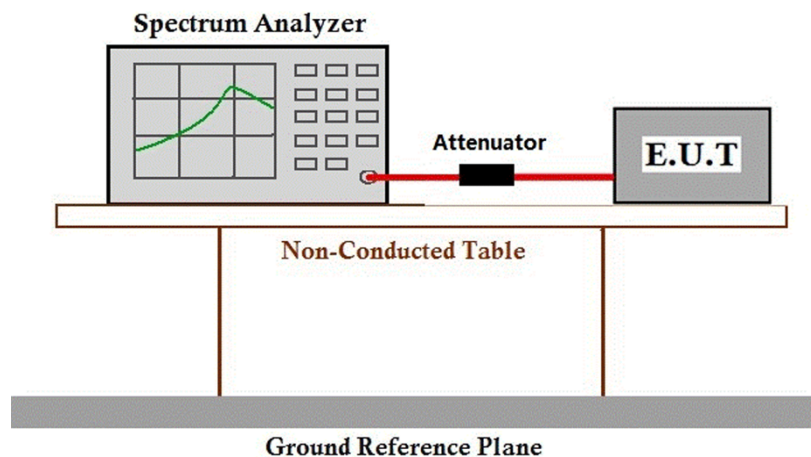 Spectrum Analyzer
Attenuator
E.U.T
Non-Conducted Table
Ground Reference Plane